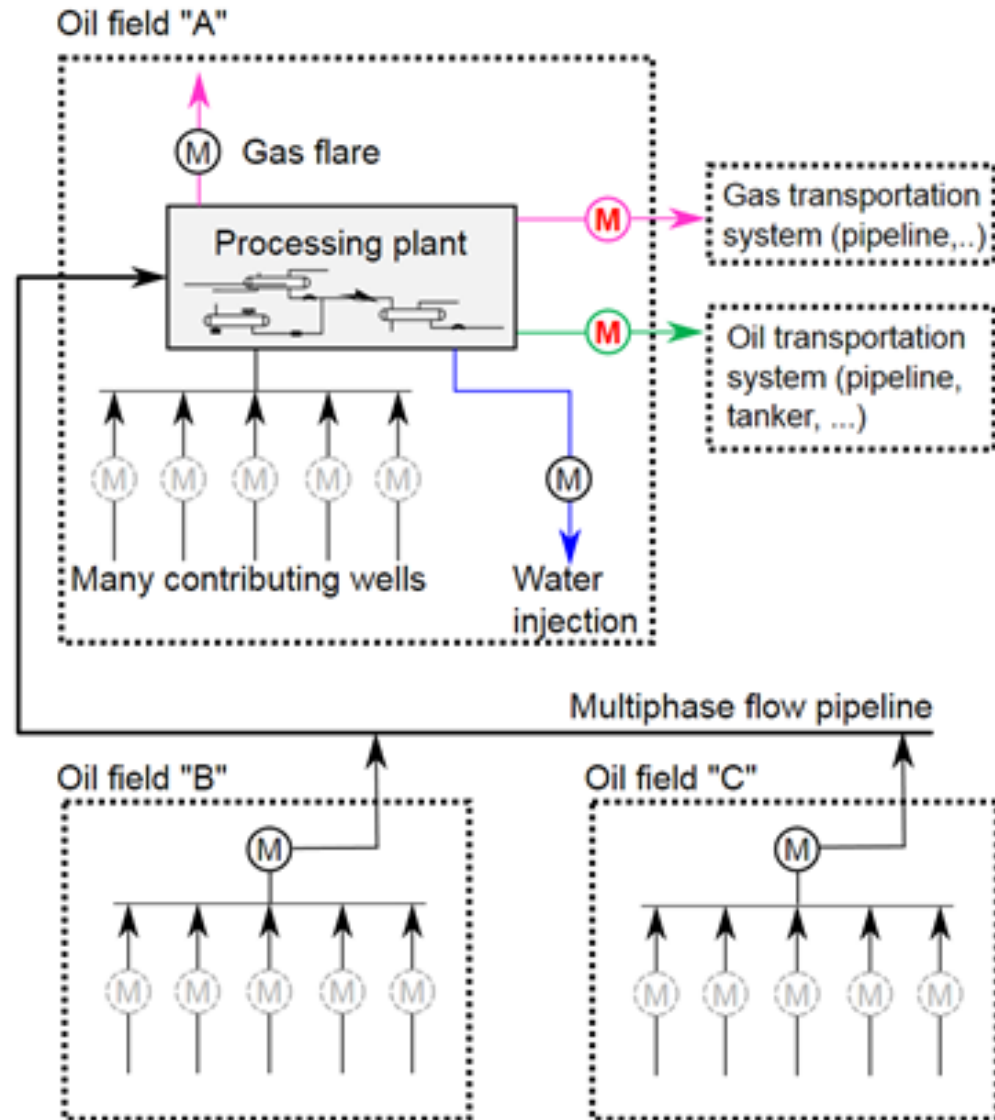 Oil field "A"
M
Gas flare
Processing plant
M
Gas transportation
system (pipeline,..)
M
Oil transportation
system (pipeline,
tanker, ...)
M M M M M
M
Many contributing wells
Water
injection
Multiphase flow pipeline
Oil field "B"
M
M M M M M
Oil field "C"
M
M M M M M